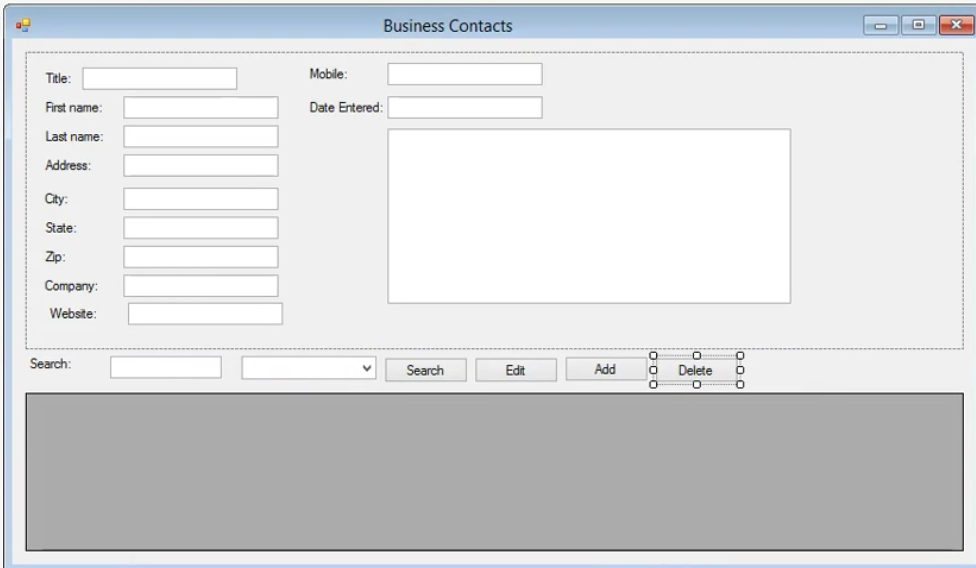 Business Contacts
Title:
Mobile:
First name:
Date Entered:
Last name:
Address:
City:
State:
Zip:
Company:
Website:
Search:
Search
Edit
Add
Delete